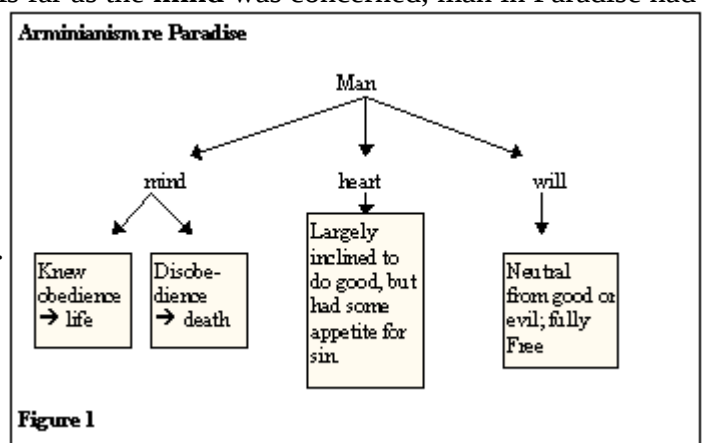 is far as the mind was concerned, man in Paradise had
Arminianism re Paradise
Man
mind
heart
will
Knew
obedience
→ life
Disobe-
dience
→ death
Largely
inclined to
do good, but
had some
appetite for
sin.
Neutral
from good or
evil; fully
Free
Figure 1